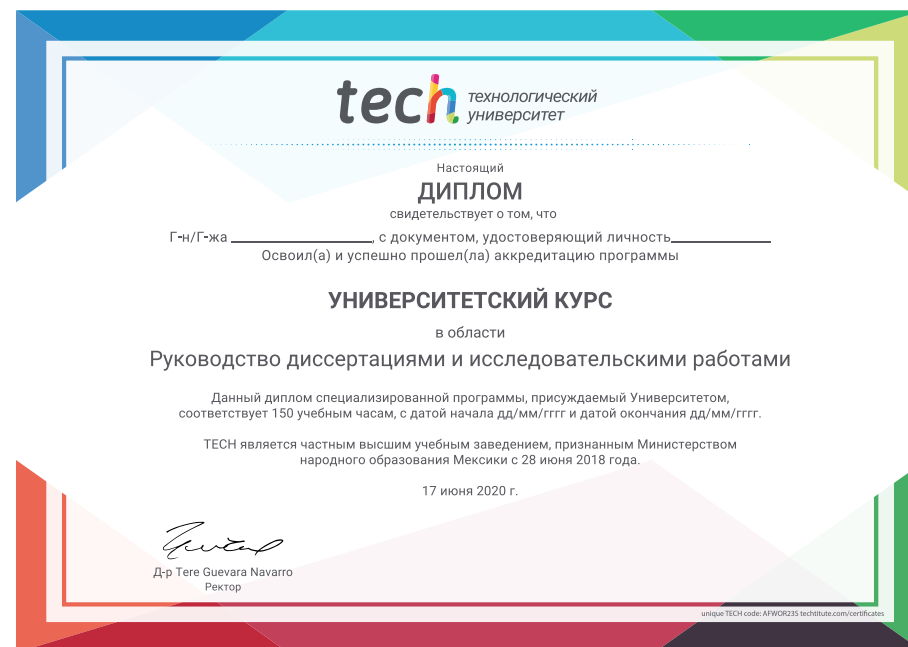 tech технологический
университет
Настоящий
ДИПЛОМ
свидетельствует о том, что
Г-н/Г-жа ____________________, с документом, удостоверяющий личность______________
Освоил(а) и успешно прошел(ла) аккредитацию программы
УНИВЕРСИТЕТСКИЙ КУРС
в области
Руководство диссертациями и исследовательскими работами
Данный диплом специализированной программы, присуждаемый Университетом,
соответствует 150 учебным часам, с датой начала дд/мм/гггг и датой окончания дд/мм/гггг.
TECH является частным высшим учебным заведением, признанным Министерством
народного образования Мексики с 28 июня 2018 года.
17 июня 2020 г.
Д-р Tere Guevara Navarro
Ректор
unique TECH code: AFWOR235 techtitute.com/certificates